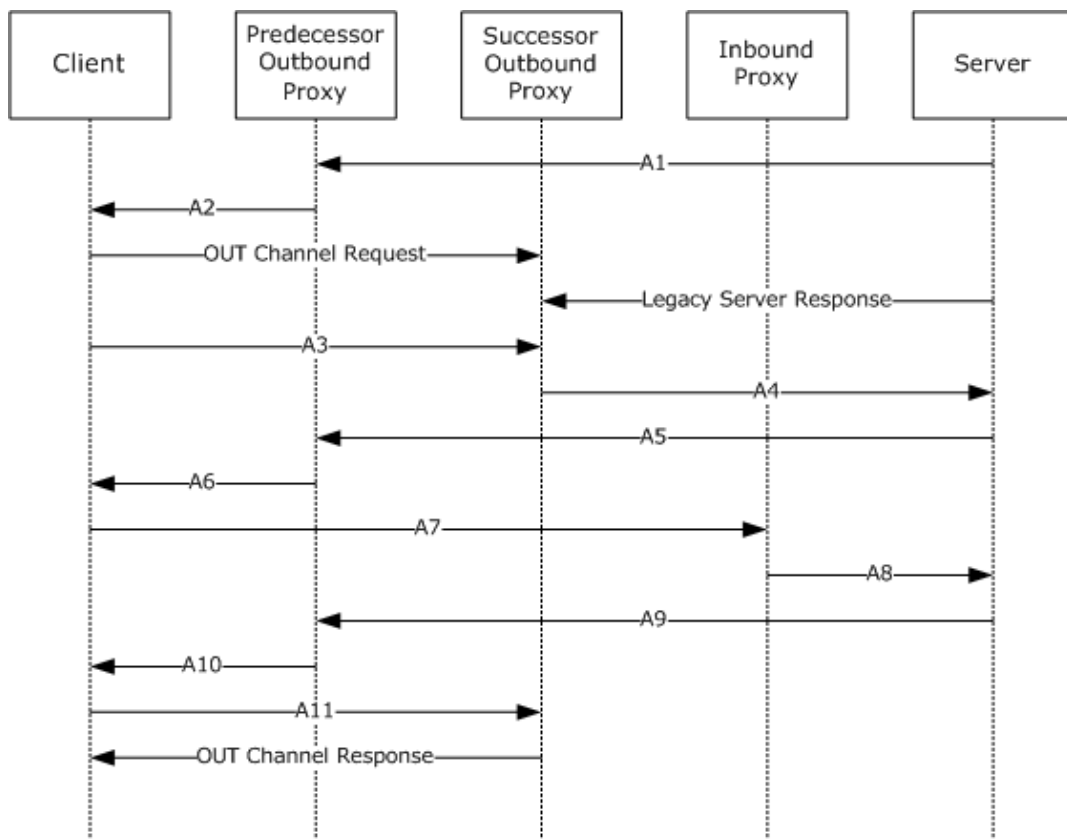 Client
Predecessor
Outbound
Proxy
Successor
Outbound
Proxy
Inbound
Proxy
Server
A1
A2
OUT Channel Request
Legacy Server Response
A3
A4
A5
A6
A7
A8
A9
A10
A11
OUT Channel Response